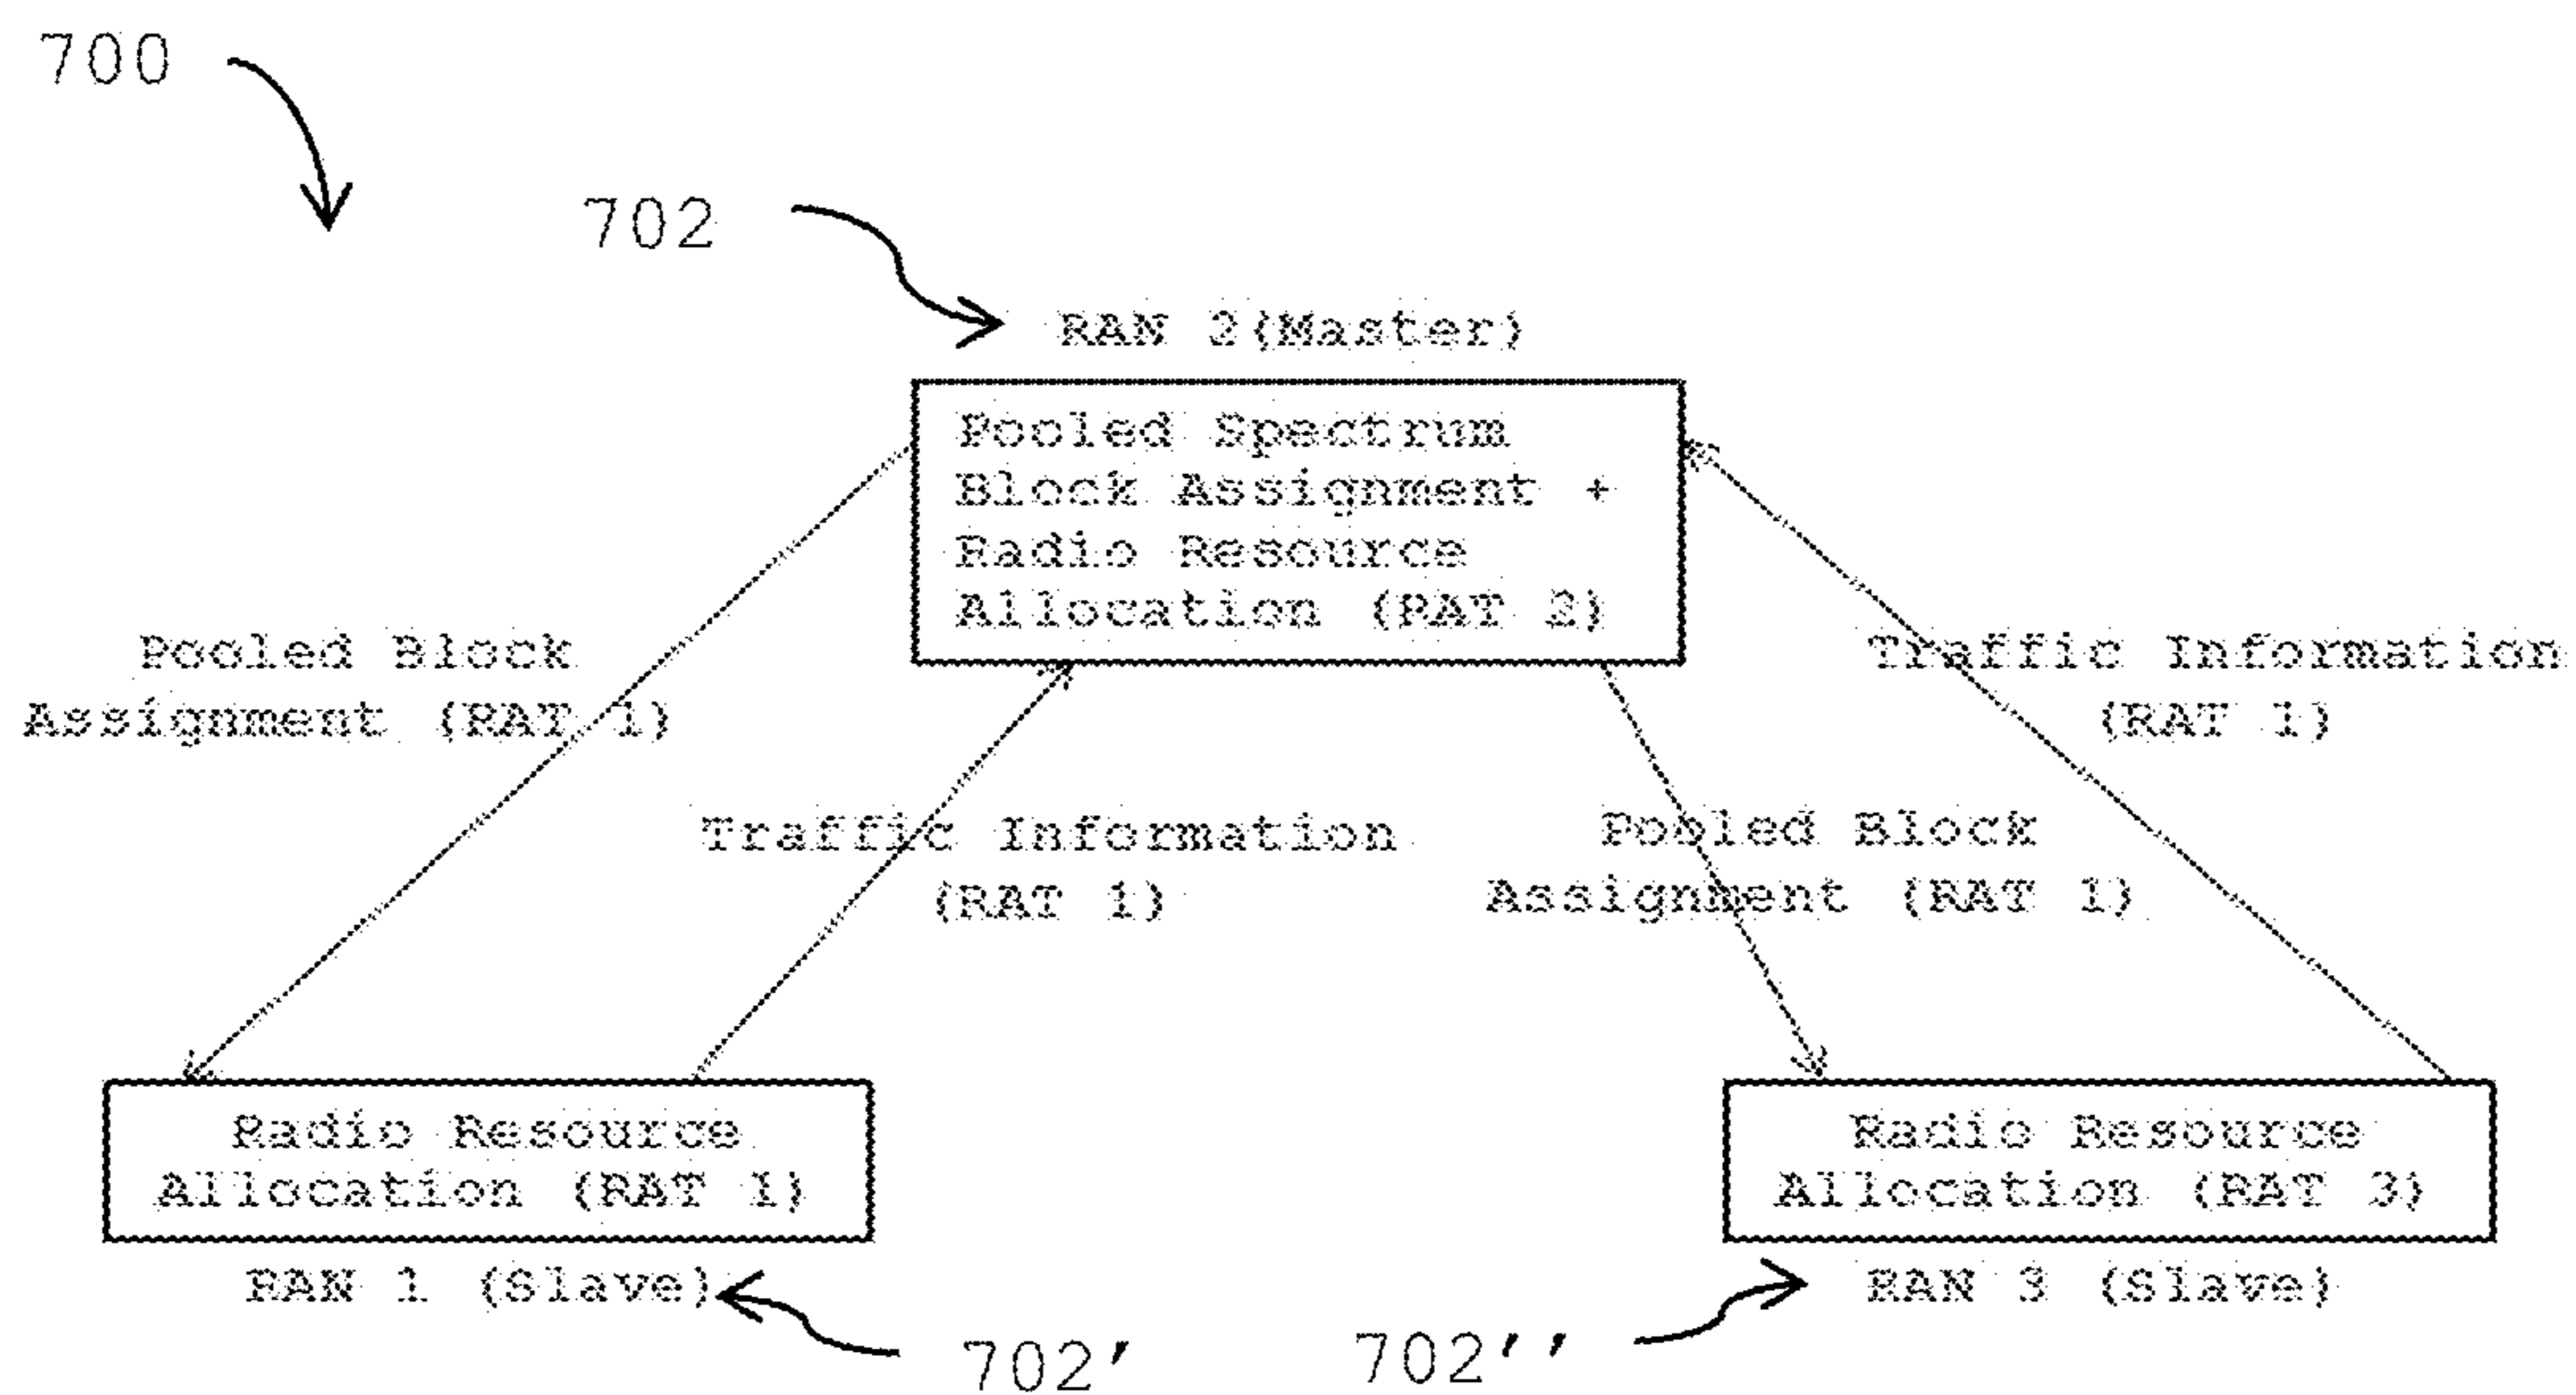 700
702
RAN 2(Master)
Pooled Spectrum
Block Assignment +
Radio Resource
Allocation (RAT 2)
Pooled Block
Assignment (RAT 1)
Traffic Information
(RAT 1)
Traffic Information
(RAT 1)
Pooled Block
Assignment (RAT 1)
Radio Resource
Allocation (RAT 1)
RAN 1 (Slave)
702'
Radio Resource
Allocation (RAT 3)
RAN 3 (Slave)
702''